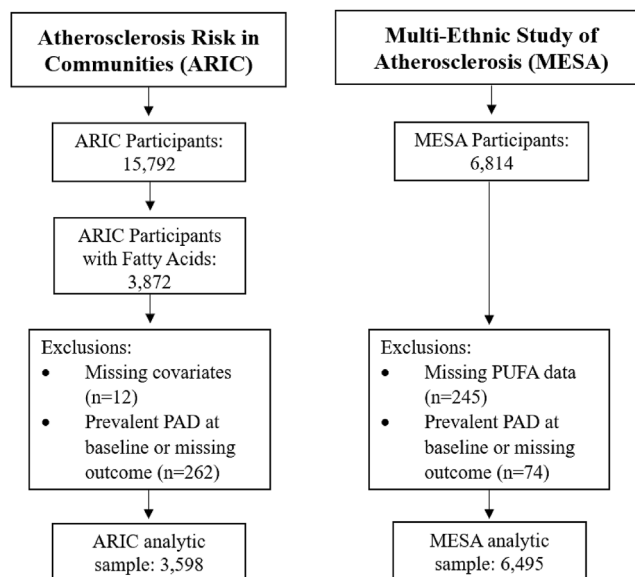 Atherosclerosis Risk in
Communities (ARIC)
ARIC Participants:
15,792
ARIC Participants
with Fatty Acids:
3,872
Exclusions:
• Missing covariates
(n=12)
• Prevalent PAD at
baseline or missing
outcome (n=262)
ARIC analytic
sample: 3,598
Multi-Ethnic Study of
Atherosclerosis (MESA)
MESA Participants:
6,814
Exclusions:
• Missing PUFA data
(n=245)
• Prevalent PAD at
baseline or missing
outcome (n=74)
MESA analytic
sample: 6,495